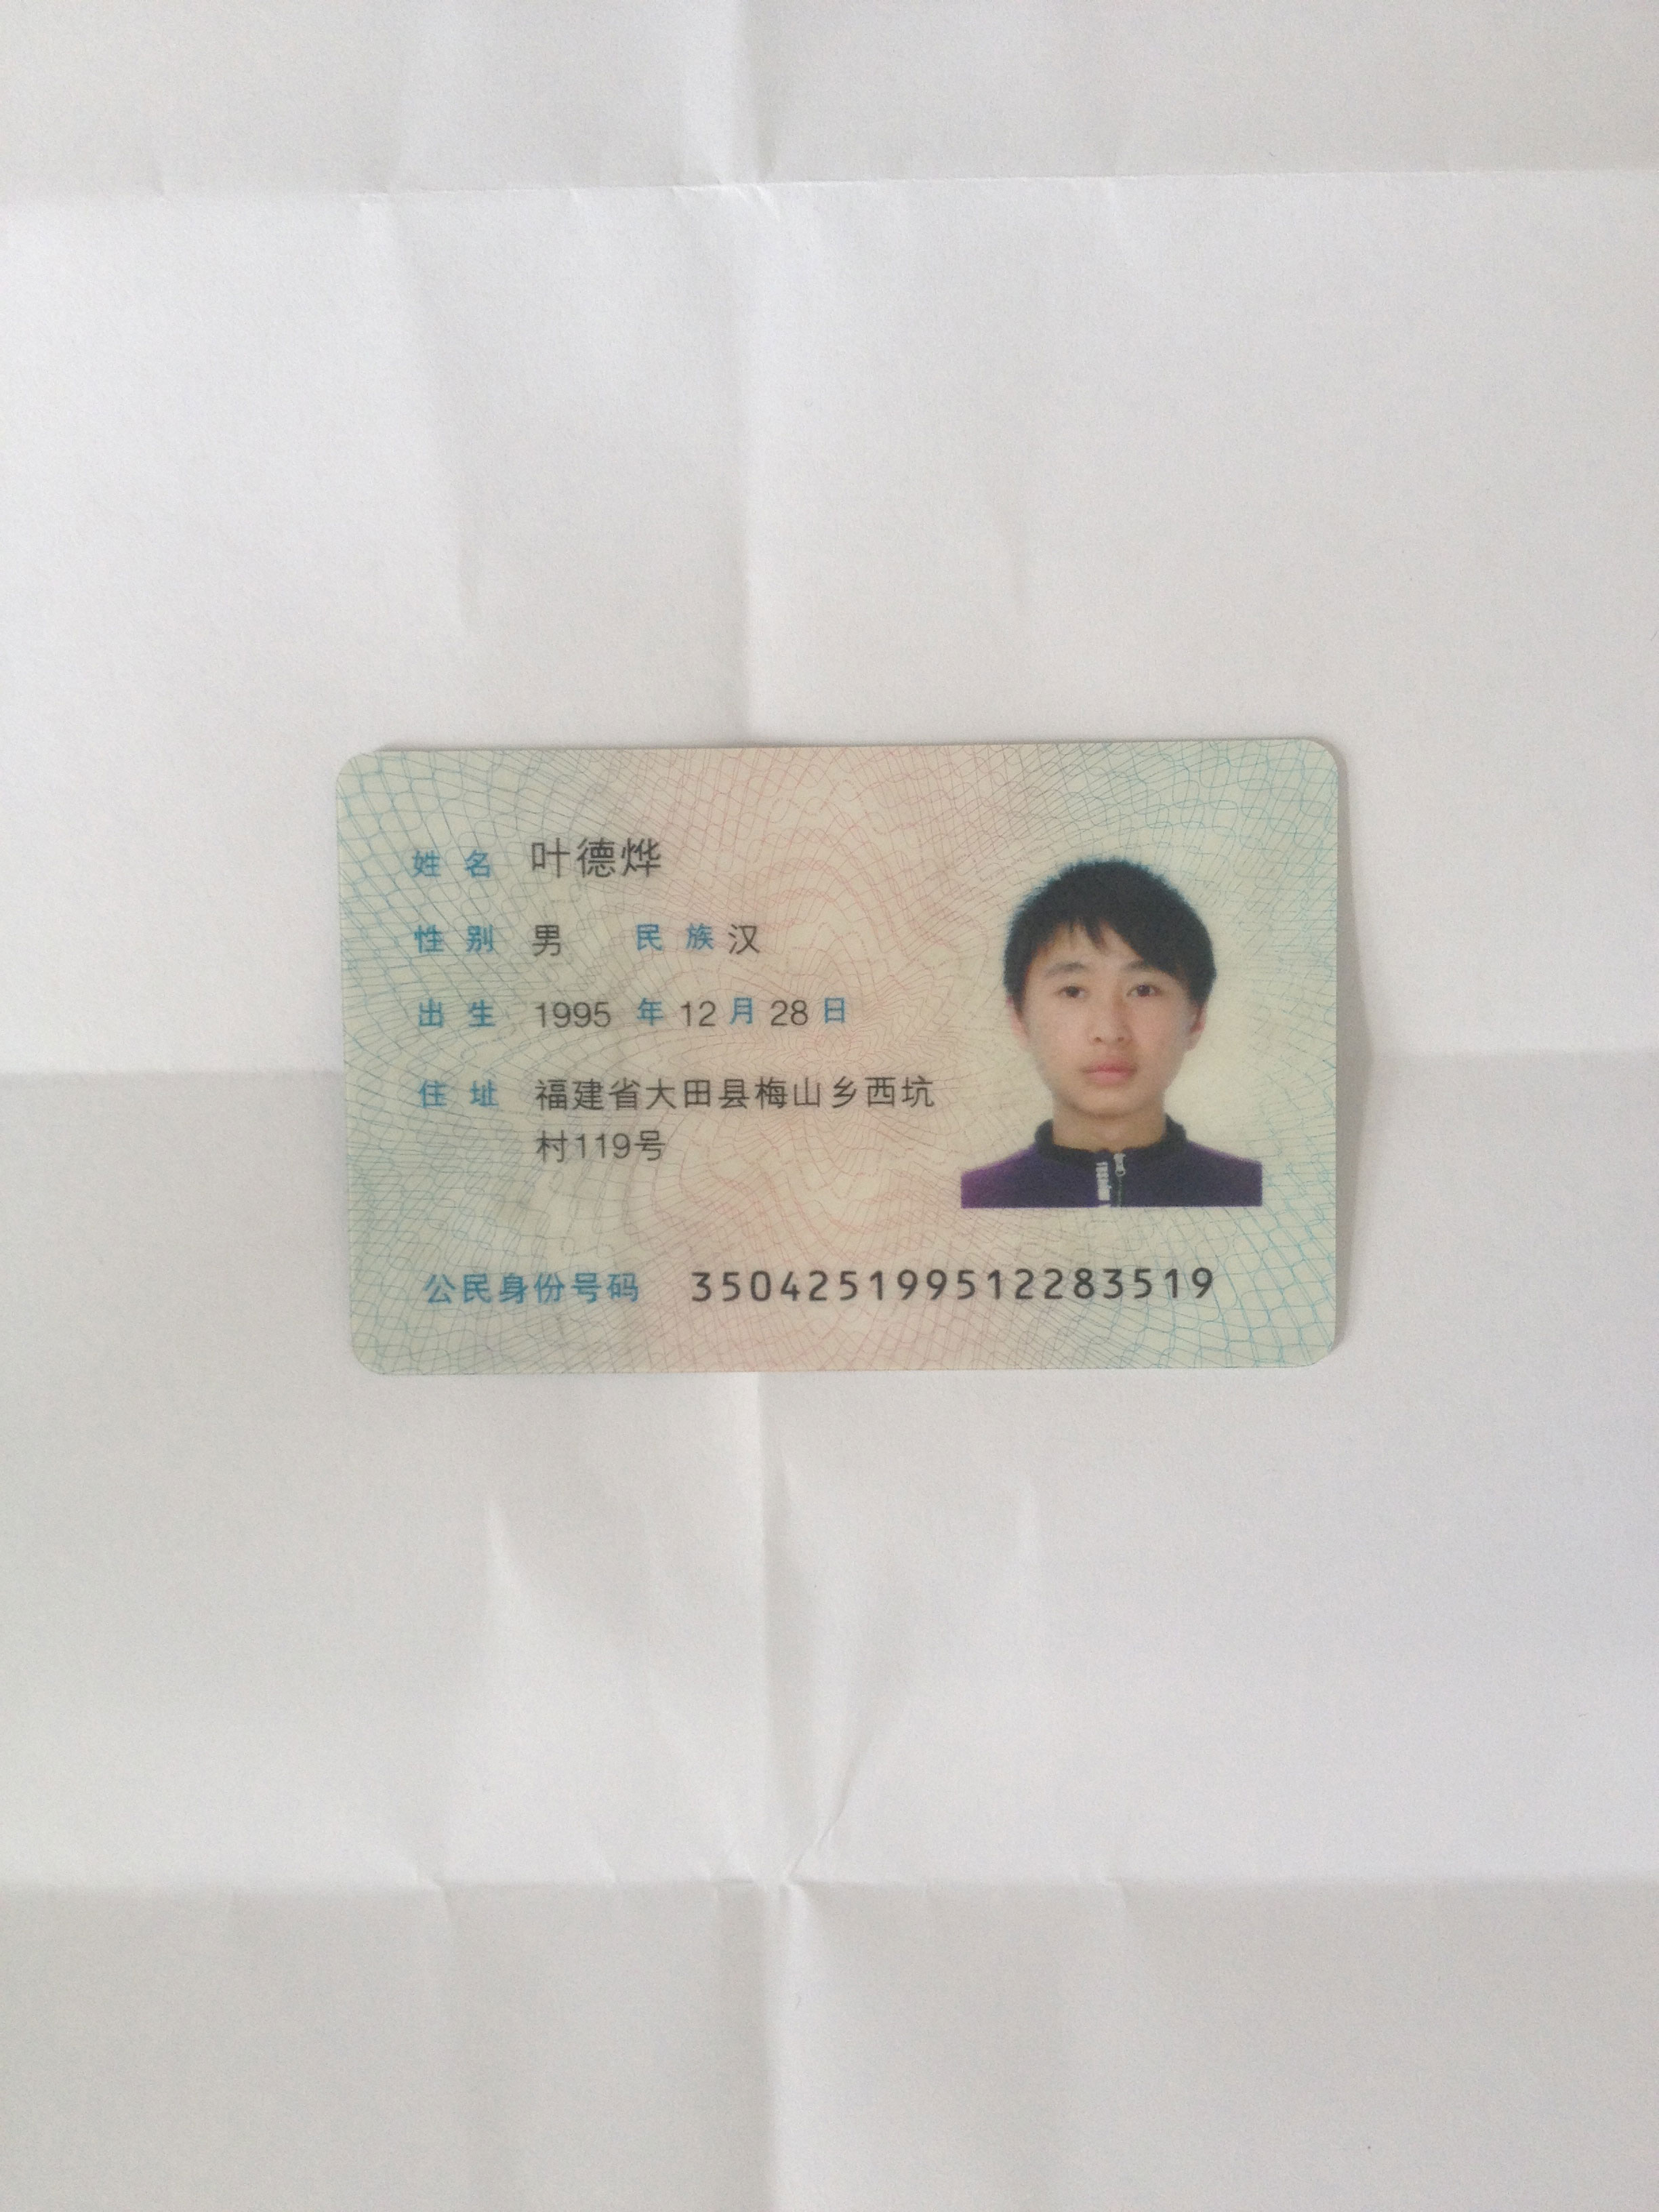 姓名 叶德烨
性别 男 民族 汉
出生 1995 年 12 月 28 日
住址 福建省大田县梅山乡西坑
村119号
公民身份号码 350425199512283519